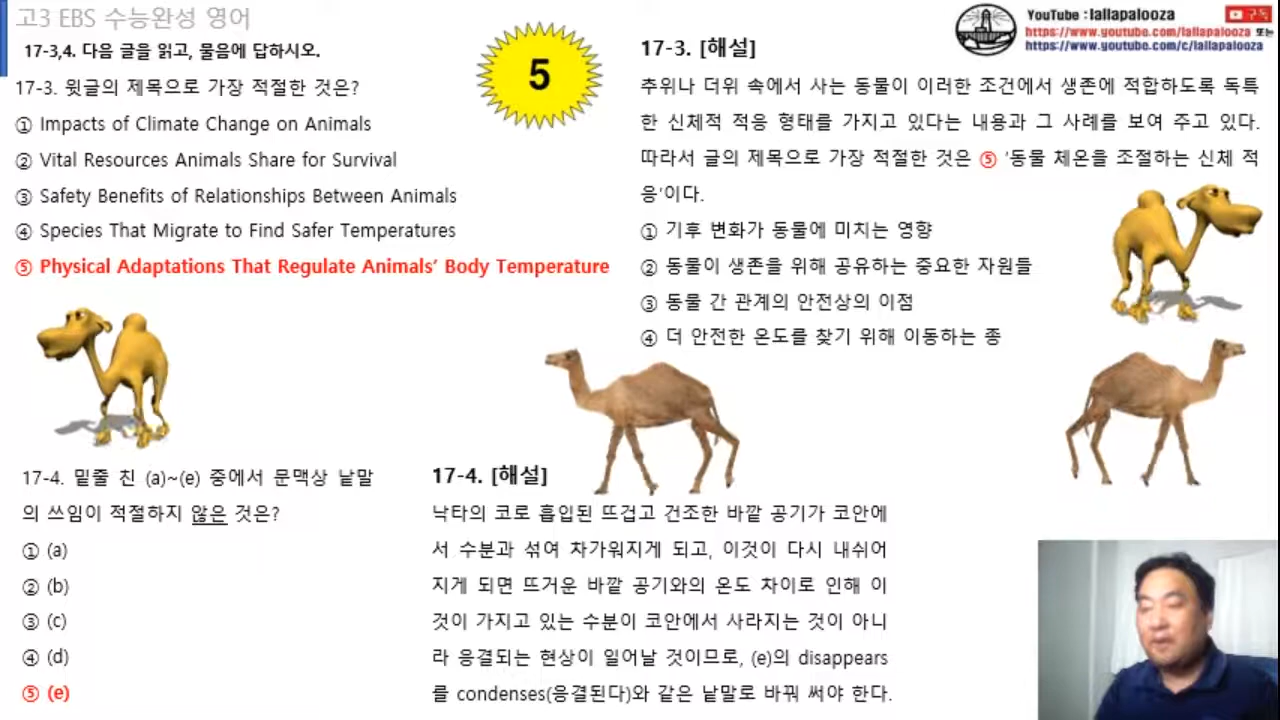 고3 EBS 수능완성 영어
17-3,4. 다음 글을 읽고, 물음에 답하시오.
17-3. 윗글의 제목으로 가장 적절한 것은?
① Impacts of Climate Change on Animals
② Vital Resources Animals Share for Survival
③ Safety Benefits of Relationships Between Animals
④ Species That Migrate to Find Safer Temperatures
⑤ Physical Adaptations That Regulate Animals’ Body Temperature
5
YouTube : lallapalooza
구독
https://www.youtube.com/lallapalooza 또는
https://www.youtube.com/c/lallapalooza
17-3. [해설]
추위나 더위 속에서 사는 동물이 이러한 조건에서 생존에 적합하도록 독특
한 신체적 적응 형태를 가지고 있다는 내용과 그 사례를 보여 주고 있다.
따라서 글의 제목으로 가장 적절한 것은 ⑤ ‘동물 체온을 조절하는 신체 적
응’이다.
① 기후 변화가 동물에 미치는 영향
② 동물이 생존을 위해 공유하는 중요한 자원들
③ 동물 간 관계의 안전상의 이점
④ 더 안전한 온도를 찾기 위해 이동하는 종
17-4. 밑줄 친 (a)~(e) 중에서 문맥상 낱말
의 쓰임이 적절하지 않은 것은?
① (a)
② (b)
③ (c)
④ (d)
⑤ (e)
17-4. [해설]
낙타의 코로 흡입된 뜨겁고 건조한 바깥 공기가 코안에
서 수분과 섞여 차가워지게 되고, 이것이 다시 내쉬어
지게 되면 뜨거운 바깥 공기와의 온도 차이로 인해 이
것이 가지고 있는 수분이 코안에서 사라지는 것이 아니
라 응결되는 현상이 일어날 것이므로, (e)의 disappears
를 condenses(응결된다)와 같은 낱말로 바꿔 써야 한다.